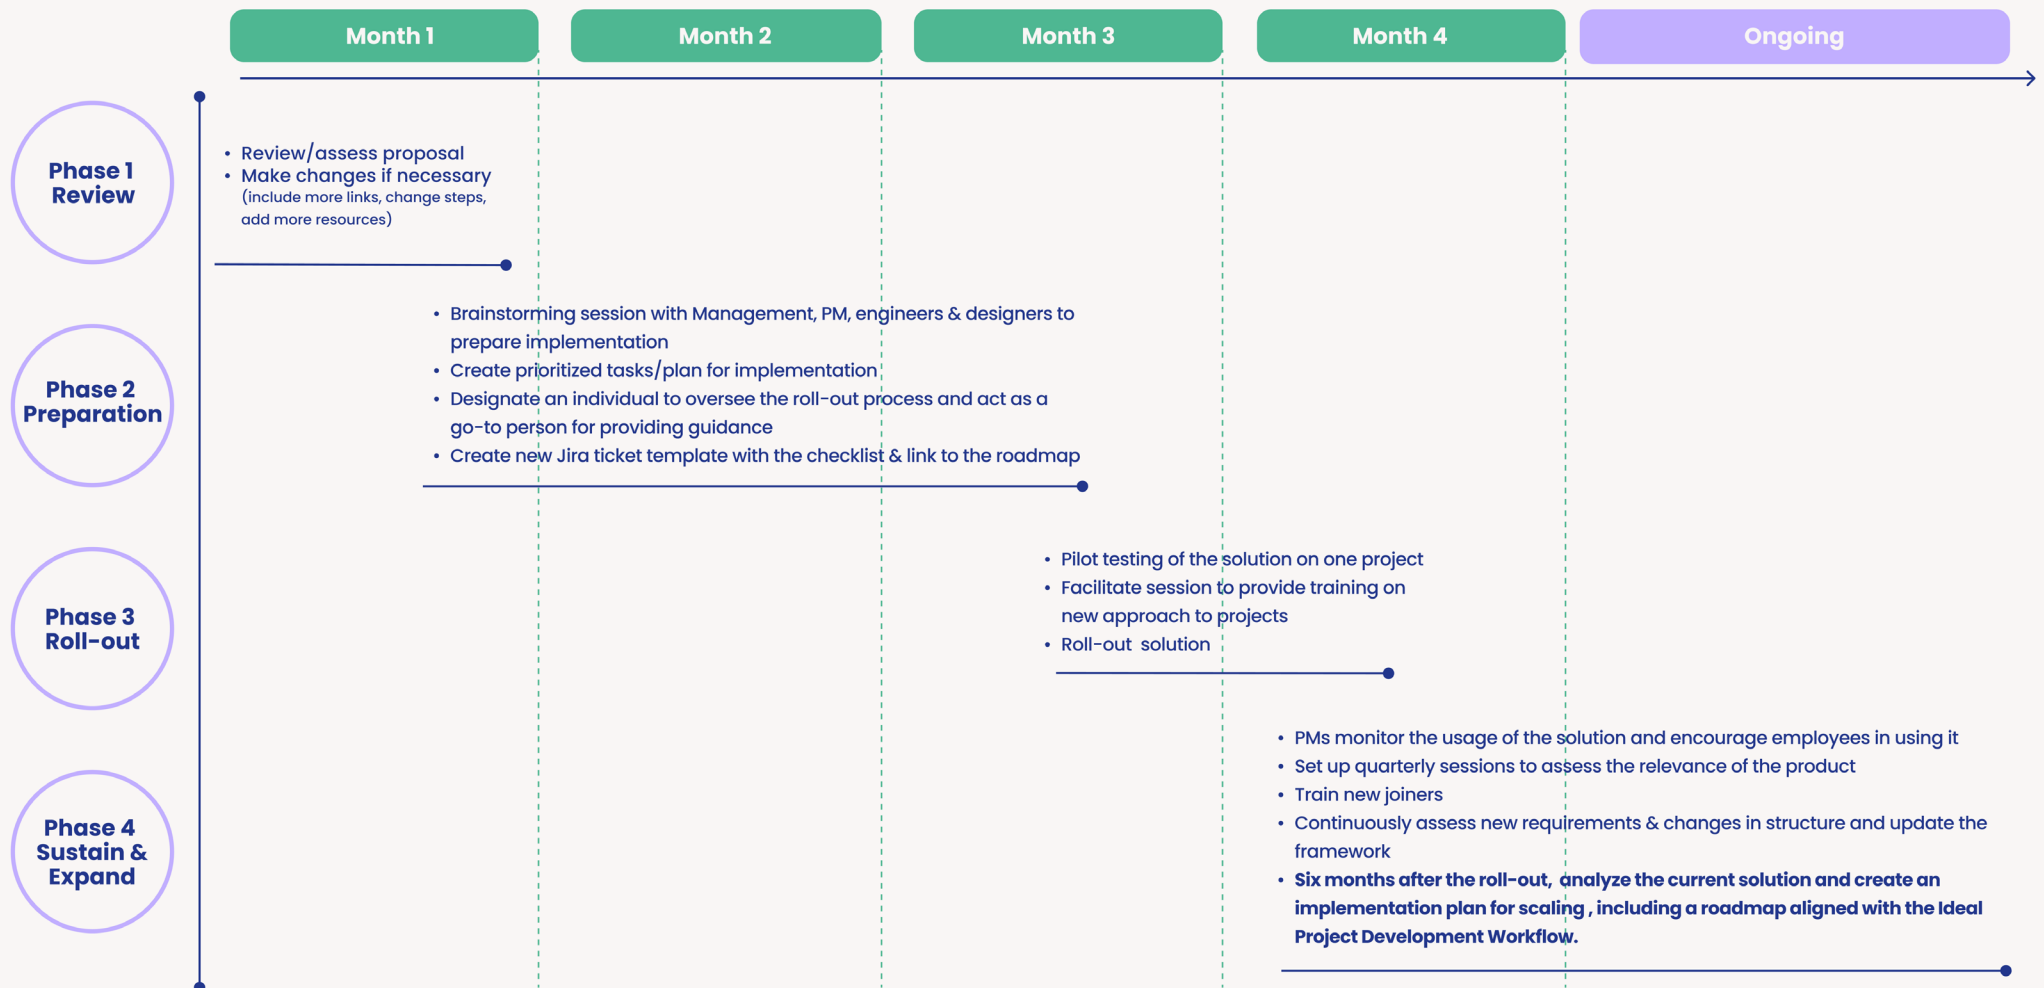 Month 1
Month 2
Month 3
Month 4
Ongoing
Phase 1
Review
• Review/assess proposal
• Make changes if necessary
(include more links, change steps,
add more resources)
Phase 2
Preparation
• Brainstorming session with Management, PM, engineers & designers to
prepare implementation
• Create prioritized tasks/plan for implementation
• Designate an individual to oversee the roll-out process and act as a
go-to person for providing guidance
• Create new Jira ticket template with the checklist & link to the roadmap
Phase 3
Roll-out
• Pilot testing of the solution on one project
• Facilitate session to provide training on
new approach to projects
• Roll-out  solution
Phase 4
Sustain &
Expand
• PMs monitor the usage of the solution and encourage employees in using it
• Set up quarterly sessions to assess the relevance of the product
• Train new joiners
• Continuously assess new requirements & changes in structure and update the
framework
• Six months after the roll-out,  analyze the current solution and create an
implementation plan for scaling , including a roadmap aligned with the Ideal
Project Development Workflow.